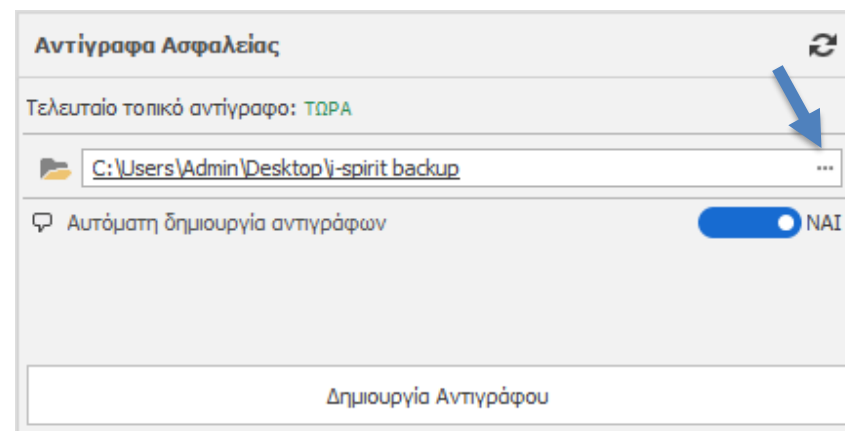 Αντίγραφα Ασφαλείας
Τελευταίο τοπικό αντίγραφο: ΤΩΡΑ
C:\Users\Admin\Desktop\i-spirit backup ...
Αυτόματη δημιουργία αντιγράφων ΝΑΙ
Δημιουργία Αντιγράφου